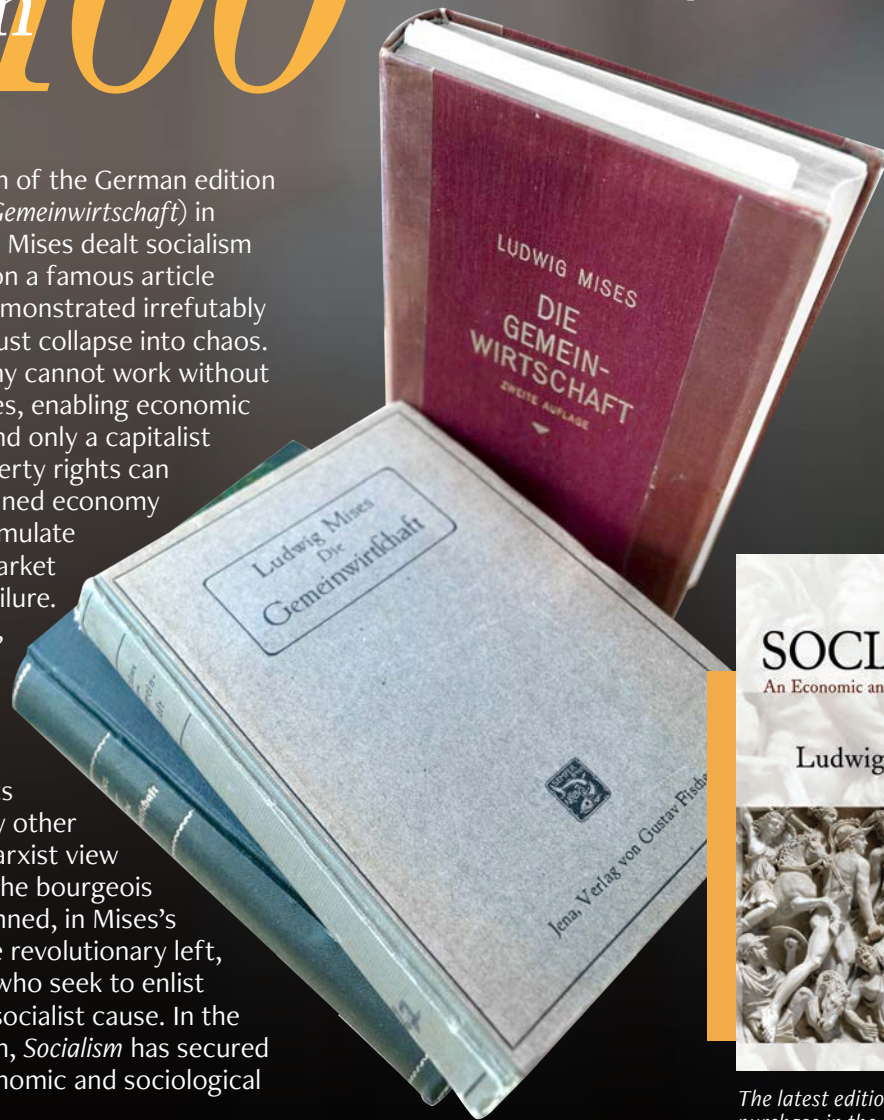 100
n of the German edition
Gemeinwirtschaft) in
Mises dealt socialism
on a famous article
monstrated irrefutably
ust collapse into chaos.
ny cannot work without
es, enabling economic
nd only a capitalist
perty rights can
ned economy
mulate
arket
ilure.
,
ts
y other
arxist view
he bourgeois
nned, in Mises's
e revolutionary left,
who seek to enlist
socialist cause. In the
n, Socialism has secured
nomic and sociological
LUDWIG MISES
DIE
GEMEIN-
WIRTSCHAFT
ZWEITE AUFLAGE
Ludwig Mises
Die
Gemeinwirtſchaft
Jena, Verlag von Gustav Fische
SOCL
An Economic an
Ludwig
The latest editio